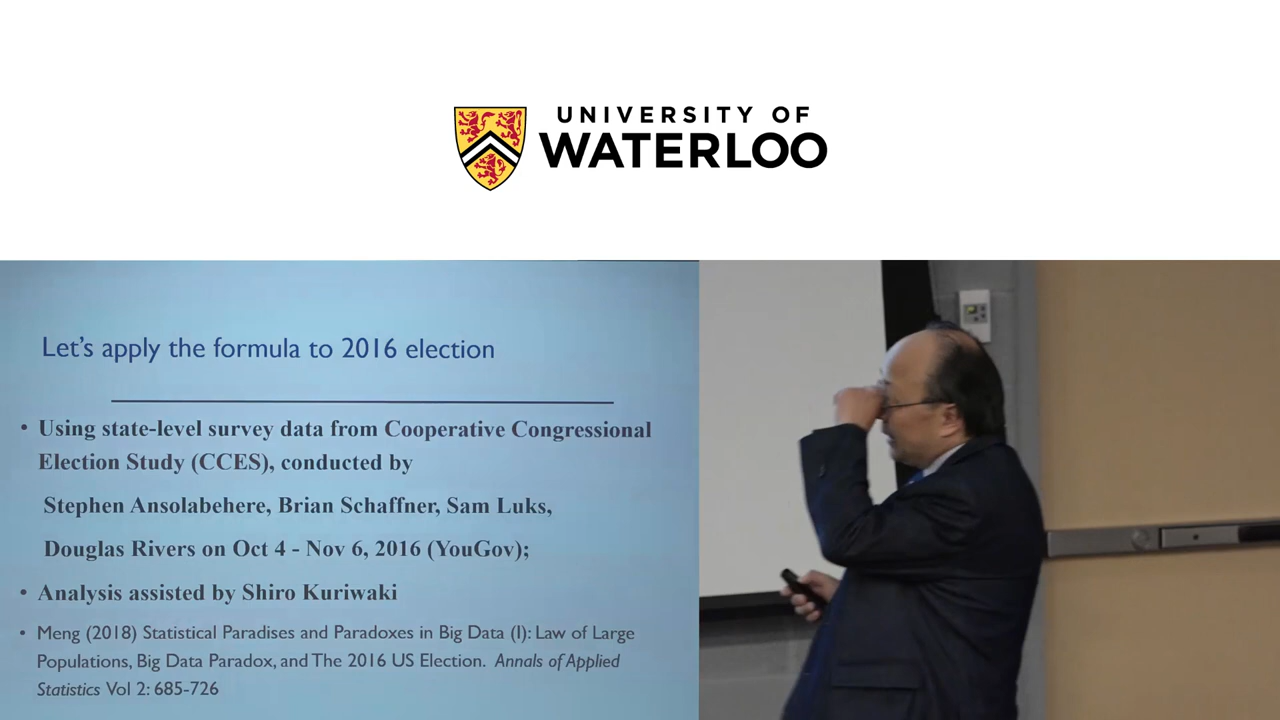 UNIVERSITY OF
WATERLOO
Let's apply the formula to 2016 election
• Using state-level survey data from Cooperative Congressional
Election Study (CCES), conducted by
Stephen Ansolabehere, Brian Schaffner, Sam Luks,
Douglas Rivers on Oct 4 - Nov 6, 2016 (YouGov);
• Analysis assisted by Shiro Kuriwaki
• Meng (2018) Statistical Paradises and Paradoxes in Big Data (I): Law of Large
Populations, Big Data Paradox, and The 2016 US Election. Annals of Applied
Statistics Vol 2: 685-726